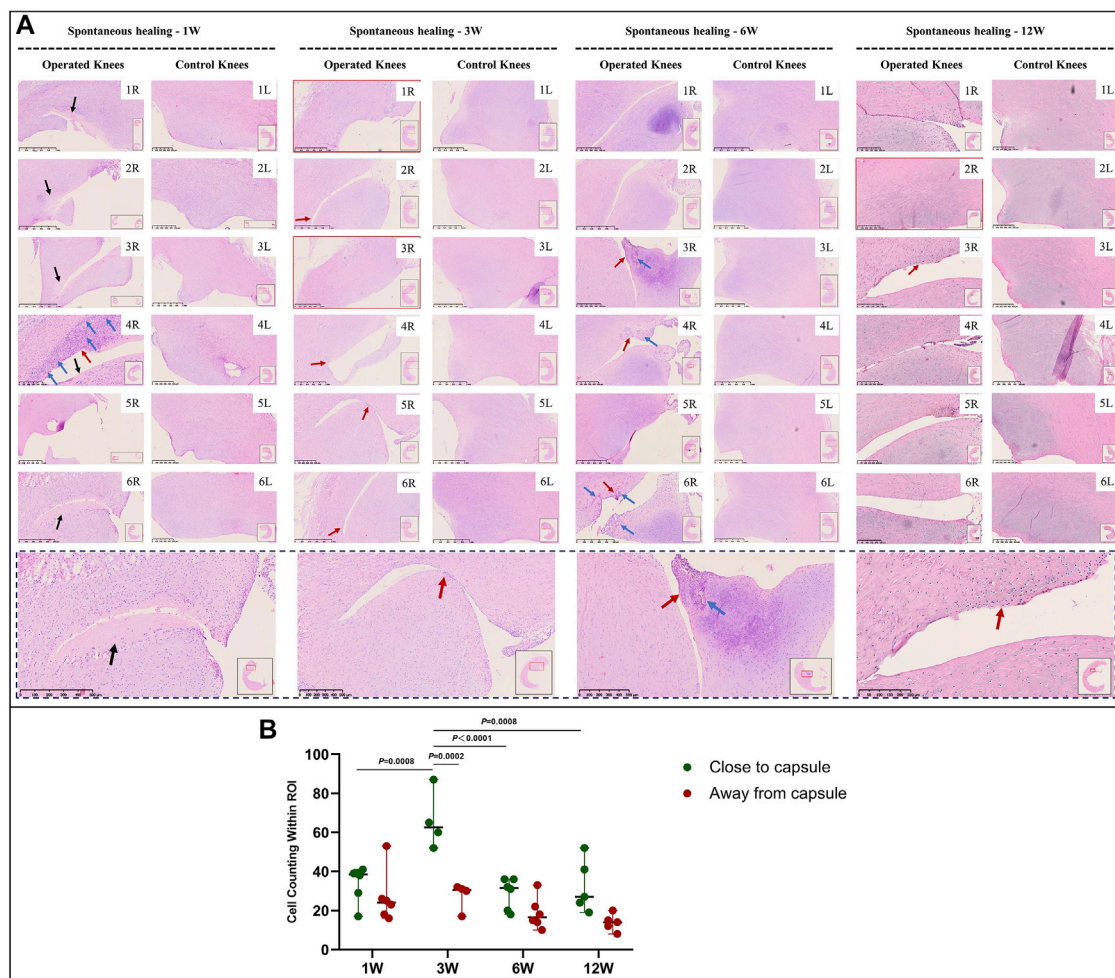 A
Spontaneous healing - 1W
Spontaneous healing - 3W
Spontaneous healing - 6W
Spontaneous healing - 12W
Operated Knees Control Knees Operated Knees Control Knees Operated Knees Control Knees Operated Knees Control Knees
1R 1L 1R 1L 1R 1L 1R 1L
2R 2L 2R 2L 2R 2L 2R 2L
3R 3L 3R 3L 3R 3L 3R 3L
4R 4L 4R 4L 4R 4L 4R 4L
5R 5L 5R 5L 5R 5L 5R 5L
6R 6L 6R 6L 6R 6L 6R 6L
B
P=0.0008
P<0.0001
P=0.0008 P=0.0002
Close to capsule
Away from capsule
Cell Counting Within ROI
100
80
60
40
20
0
1W 3W 6W 12W